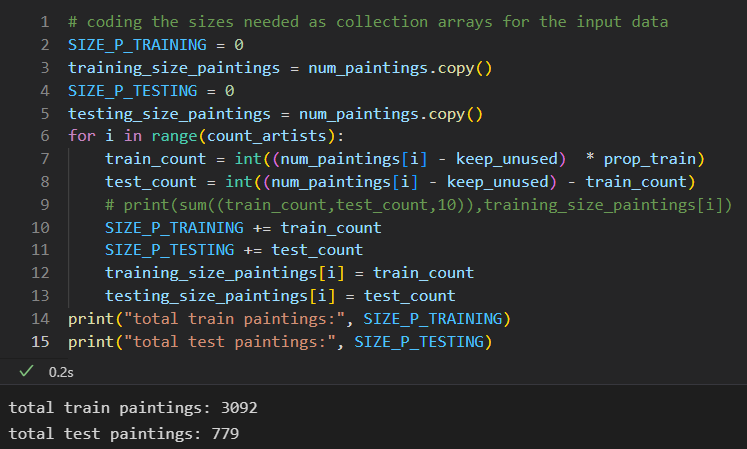 1 # coding the sizes needed as collection arrays for the input data
2 SIZE_P_TRAINING = 0
3 training_size_paintings = num_paintings.copy()
4 SIZE_P_TESTING = 0
5 testing_size_paintings = num_paintings.copy()
6 for i in range(count_artists):
7     train_count = int((num_paintings[i] - keep_unused)  * prop_train)
8     test_count = int((num_paintings[i] - keep_unused) - train_count)
9     # print(sum((train_count,test_count,10)),training_size_paintings[i])
10     SIZE_P_TRAINING += train_count
11     SIZE_P_TESTING += test_count
12     training_size_paintings[i] = train_count
13     testing_size_paintings[i] = test_count
14 print("total train paintings:", SIZE_P_TRAINING)
15 print("total test paintings:", SIZE_P_TESTING)
✓ 0.2s
total train paintings: 3092
total test paintings: 779